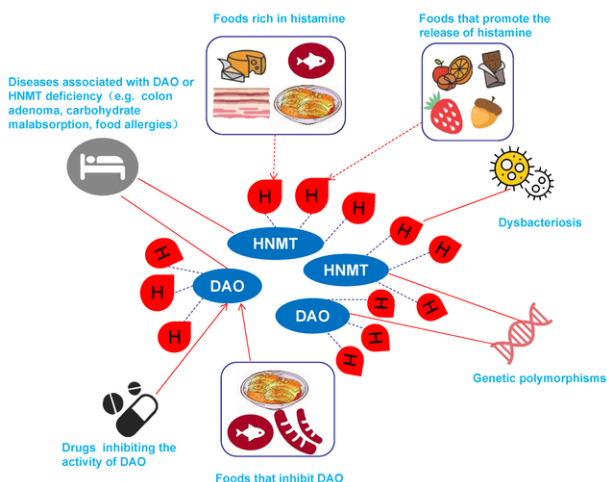 Foods rich in histamine
Foods that promote the
release of histamine
Diseases associated with DAO or
HNMT deficiency（e.g. colon
adenoma, carbohydrate
malabsorption, food allergies）
H
H
H
HNMT
H
H
H
HNMT
Dysbacteriosis
H
H
H
DAO
H
H
DAO
H
H
Genetic polymorphisms
Drugs inhibiting the
activity of DAO
Foods that inhibit DAO